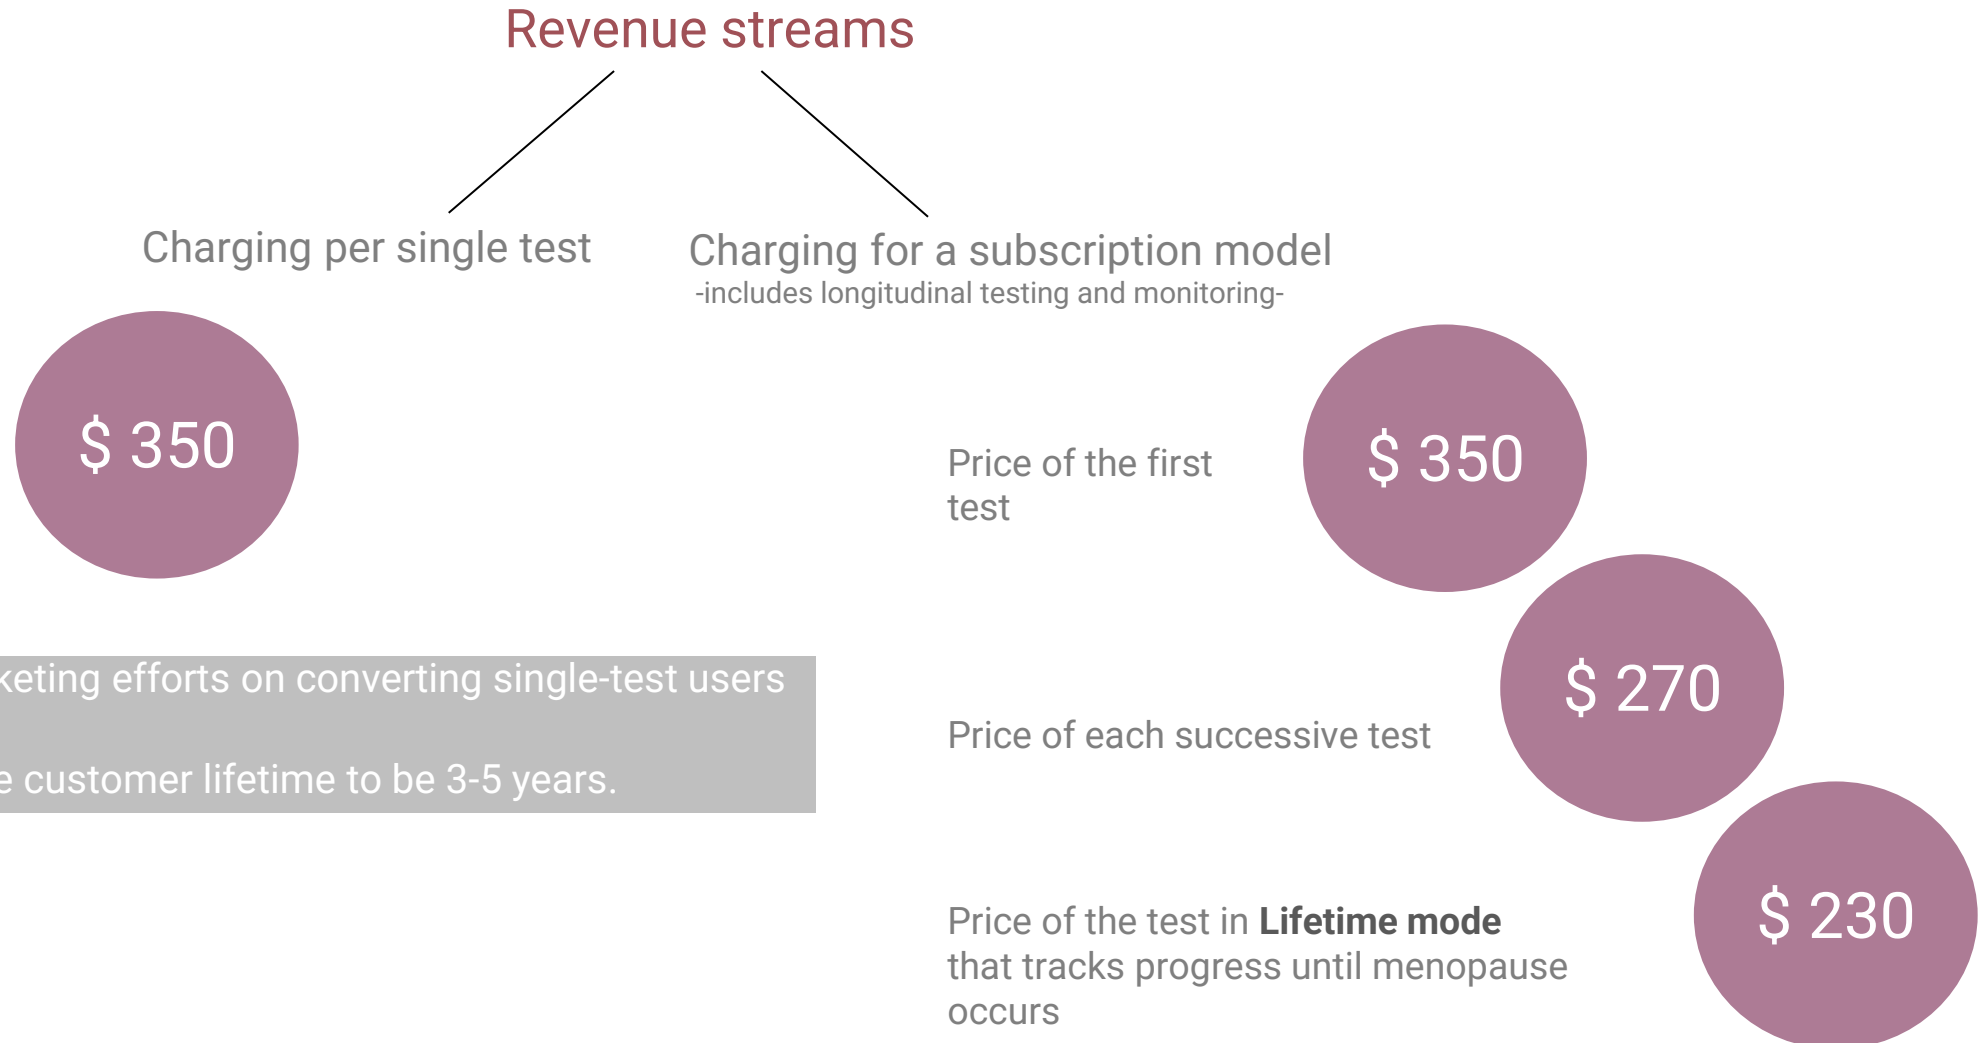 Revenue streams
Charging per single test
$ 350
Charging for a subscription model
-includes longitudinal testing and monitoring-
Price of the first
test
$ 350
Price of each successive test
$ 270
Price of the test in Lifetime mode
that tracks progress until menopause
occurs
$ 230
efforts on converting single-test users
customer lifetime to be 3-5 years.